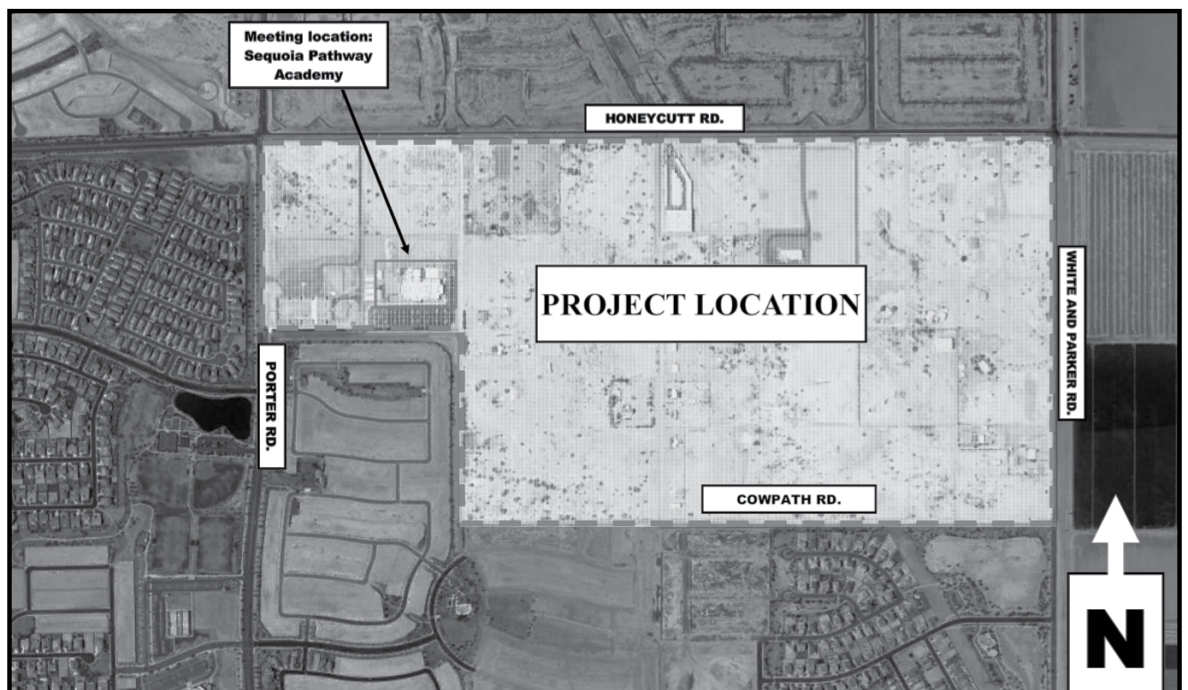 Meeting location:
Sequoia Pathway
Academy
HONEYCUTT RD.
PROJECT LOCATION
WHITE AND PARKER RD.
PORTER RD.
COWPATH RD.
N